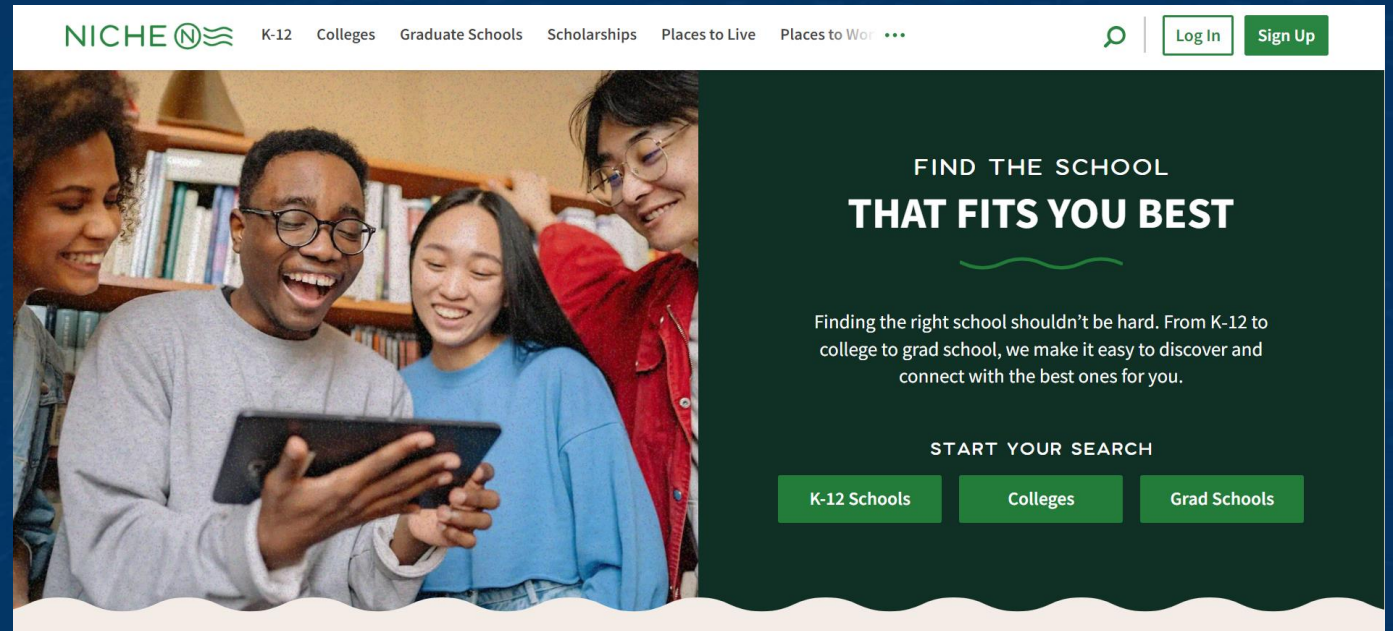 NICHE N
K-12 Colleges Graduate Schools Scholarships Places to Live Places to
Log In Sign Up
FIND THE SCHOOL
THAT FITS YOU BEST
Finding the right school shouldn’t be hard. From K-12 to
college to grad school, we make it easy to discover and
connect with the best ones for you.
START YOUR SEARCH
K-12 Schools Colleges Grad Schools